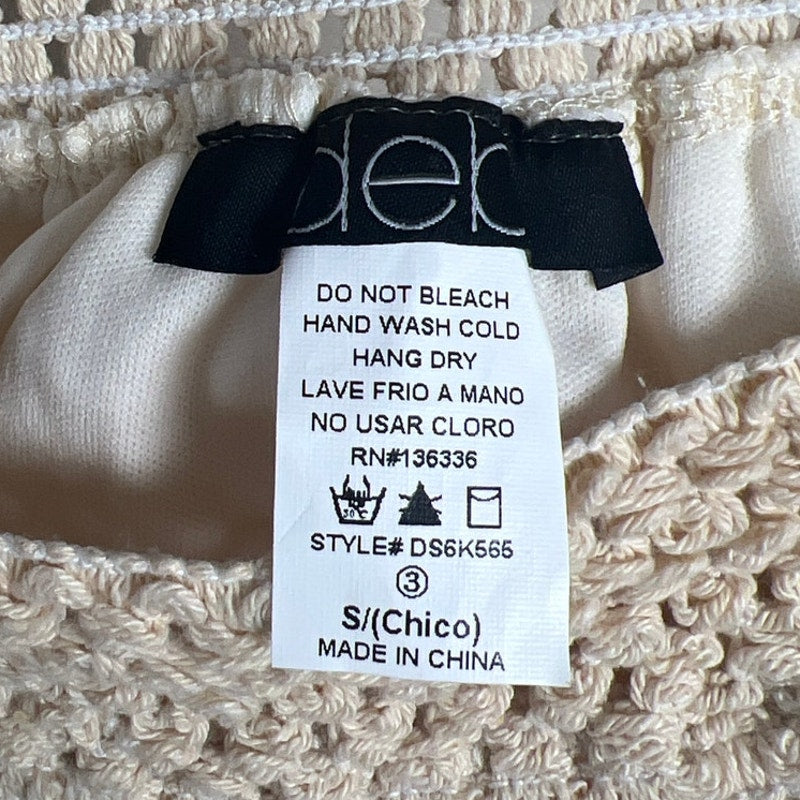 deb
DO NOT BLEACH
HAND WASH COLD
HANG DRY
LAVE FRIO A MANO
NO USAR CLORO
RN#136336
30°C
STYLE# DS6K565
3
S/(Chico)
MADE IN CHINA